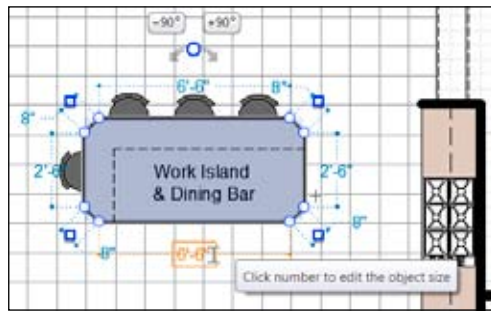 -90° +90°
6'-6" 8"
8"
2'-6" 2'-6"
Work Island
& Dining Bar
8"
8" 6'-6"
Click number to edit the object size